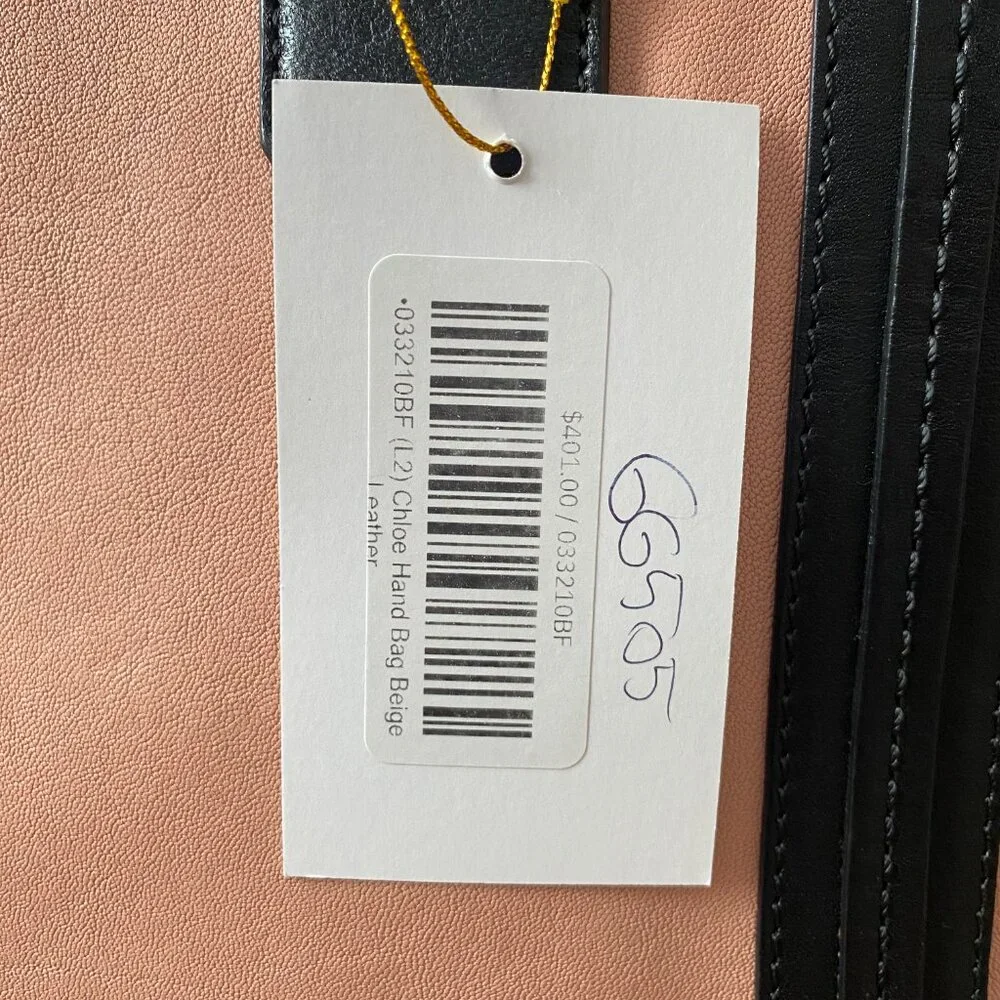 66505
$401.00 / 033210BF
•033210BF (L2) Chloe Hand Bag Beige
Leather